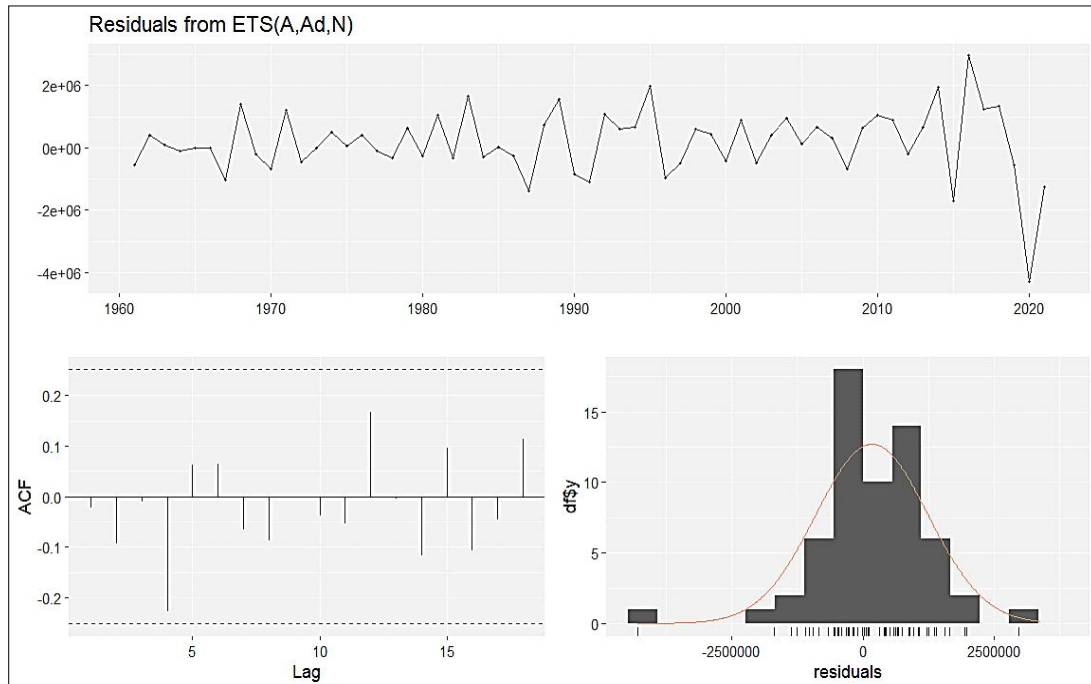 Residuals from ETS(A,Ad,N)
2e+06
0e+00
-2e+06
-4e+06
1960 1970 1980 1990 2000 2010 2020
ACF
0.2
0.1
0.0
-0.1
-0.2
5 10 15
Lag
df$y
15
10
5
0
-2500000 0 2500000
residuals